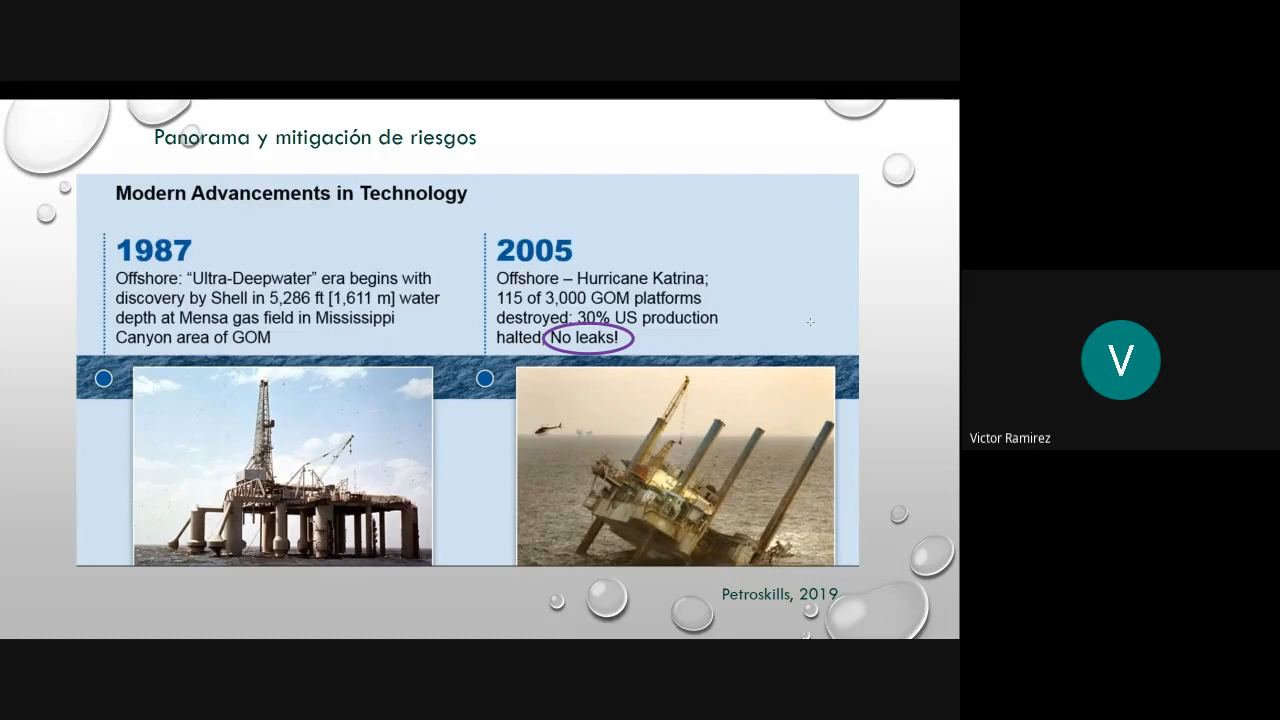 Panorama y mitigación de riesgos
Modern Advancements in Technology
1987
Offshore: “Ultra-Deepwater” era begins with
discovery by Shell in 5,286 ft [1,611 m] water
depth at Mensa gas field in Mississippi
Canyon area of GOM
2005
Offshore – Hurricane Katrina;
115 of 3,000 GOM platforms
destroyed; 30% US production
halted; No leaks!
Petroskills, 2019
V
Victor Ramirez